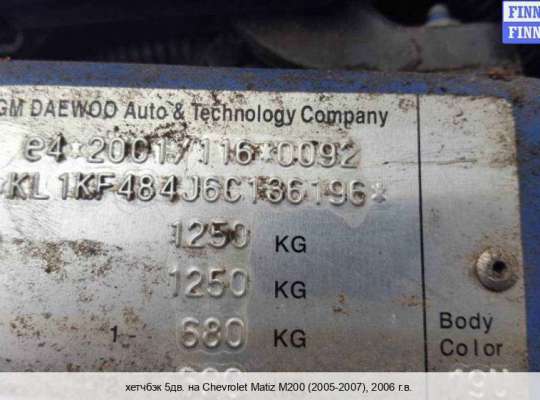 FINN
FINN
GM DAEWOO Auto & Technology Company
e4*2001/116*0092
*KL1KF484J6C136196*
1250 KG
1250 KG
1- 680 KG
Body
Color
хетчбэк 5дв. на Chevrolet Matiz M200 (2005-2007), 2006 г.в.